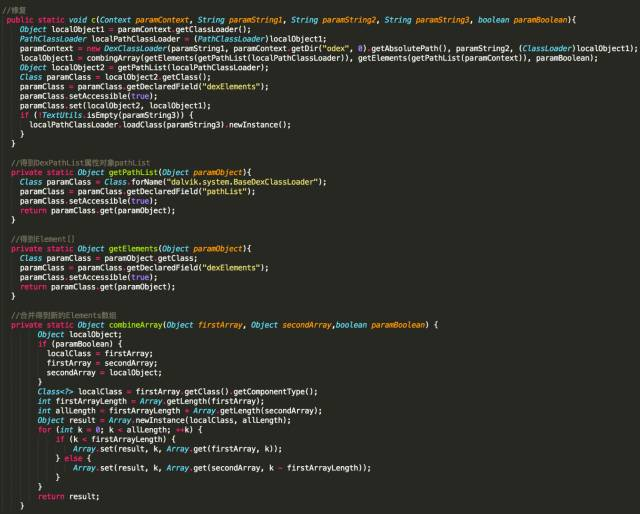 //修复
public static void c(Context paramContext, String paramString1, String paramString2, String paramString3, boolean paramBoolean){
Object localObject1 = paramContext.getClassLoader();
PathClassLoader localPathClassLoader = (PathClassLoader)localObject1;
paramContext = new DexClassLoader(paramString1, paramContext.getDir("odex", 0).getAbsolutePath(), paramString2, (ClassLoader)localObject1);
localObject1 = combingArray(getElements(getPathList(localPathClassLoader)), getElements(getPathList(paramContext)), paramBoolean);
Object localObject2 = getPathList(localPathClassLoader);
Class paramClass = localObject2.getClass();
paramClass = paramClass.getDeclaredField("dexElements");
paramClass.setAccessible(true);
paramClass.set(localObject2, localObject1);
if (!TextUtils.isEmpty(paramString3)) {
localPathClassLoader.loadClass(paramString3).newInstance();
}
}
//得到DexPathList属性对象pathList
private static Object getPathList(Object paramObject){
Class paramClass = Class.forName("dalvik.system.BaseDexClassLoader");
paramClass = paramClass.getDeclaredField("pathList");
paramClass.setAccessible(true);
return paramClass.get(paramObject);
}
//得到Element[]
private static Object getElements(Object paramObject){
Class paramClass = paramObject.getClass;
paramClass = paramClass.getDeclaredField("dexElements");
paramClass.setAccessible(true);
return paramClass.get(paramObject);
}
//合并得到新的Elements数组
private static Object combineArray(Object firstArray, Object secondArray,boolean paramBoolean) {
Object localObject;
if (paramBoolean) {
localClass = firstArray;
firstArray = secondArray;
secondArray = localObject;
}
Class<?> localClass = firstArray.getClass().getComponentType();
int firstArrayLength = Array.getLength(firstArray);
int allLength = firstArrayLength + Array.getLength(secondArray);
Object result = Array.newInstance(localClass, allLength);
for (int k = 0; k < allLength; ++k) {
if (k < firstArrayLength) {
Array.set(result, k, Array.get(firstArray, k));
} else {
Array.set(result, k, Array.get(secondArray, k - firstArrayLength));
}
}
return result;
}